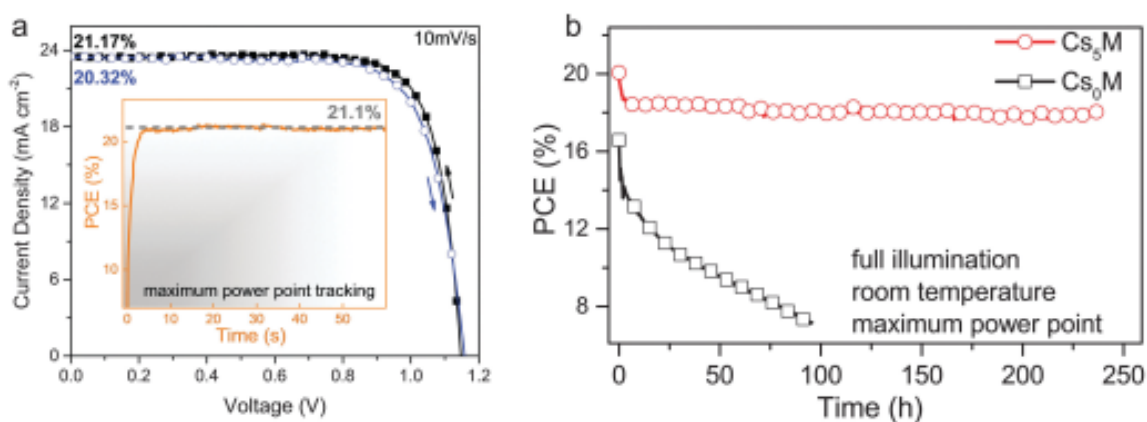 a
21.17%
10mV/s
20.32%
21.1%
maximum power point tracking
PCE (%)
20
15
10
0 10 20 30 40 50
Time (s)
Current Density (mA cm⁻²)
24
18
12
6
0
0.0 0.2 0.4 0.6 0.8 1.0 1.2
Voltage (V)
b
Cs₅M
Cs₀M
full illumination
room temperature
maximum power point
PCE (%)
20
16
12
8
0 50 100 150 200 250
Time (h)